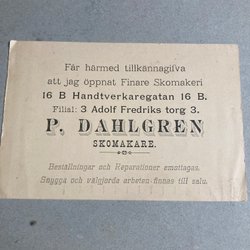 Får härmed tillkännagifva
att jag öppnat Finare Skomakeri
16 B Handtverkaregatan 16 B.
Filial: 3 Adolf Fredriks torg 3.
P. DAHLGREN
SKOMAKARE.
Beställningar och Reparationer emottagas.
Snygga och välgjorda arbeten finnas till salu.